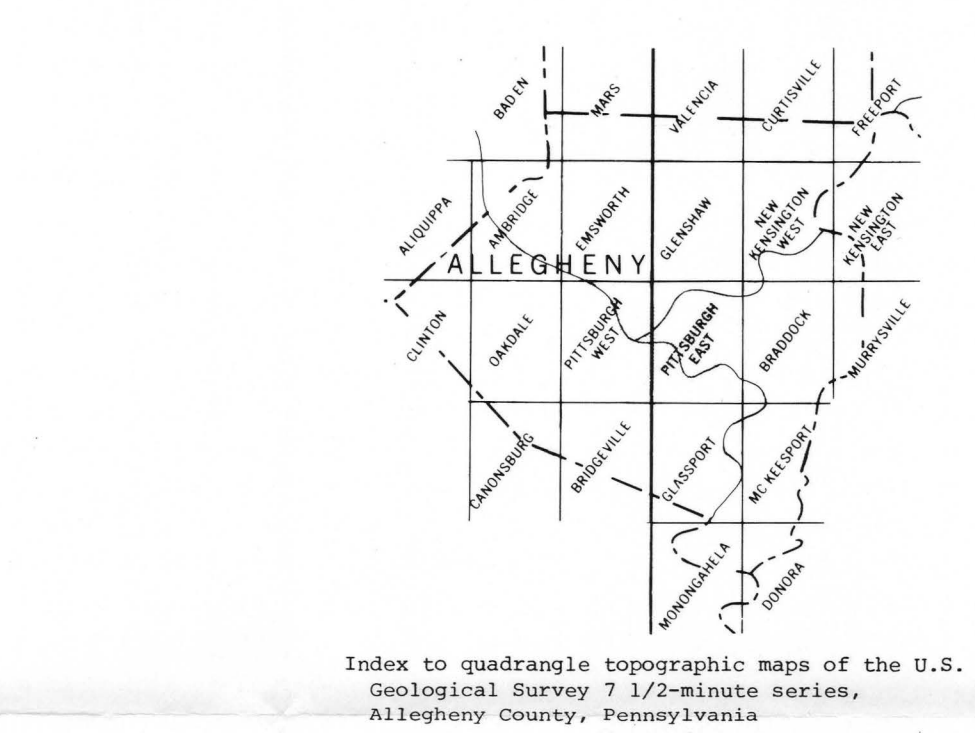 BADEN
MARS
VALENCIA
CURTISVILLE
FREEPORT
ALIQUIPPA
AMBRIDGE
EMSWORTH
GLENSHAW
NEW
KENSINGTON
WEST
NEW
KENSINGTON
EAST
ALLEGHENY
CLINTON
OAKDALE
PITTSBURGH
WEST
PITTSBURGH
EAST
BRADDOCK
MURRYSVILLE
CANONSBURG
BRIDGEVILLE
GLASSPORT
MC KEESPORT
MONONGAHELA
DONORA
Index to quadrangle topographic maps of the U.S.
Geological Survey 7 1/2-minute series,
Allegheny County, Pennsylvania